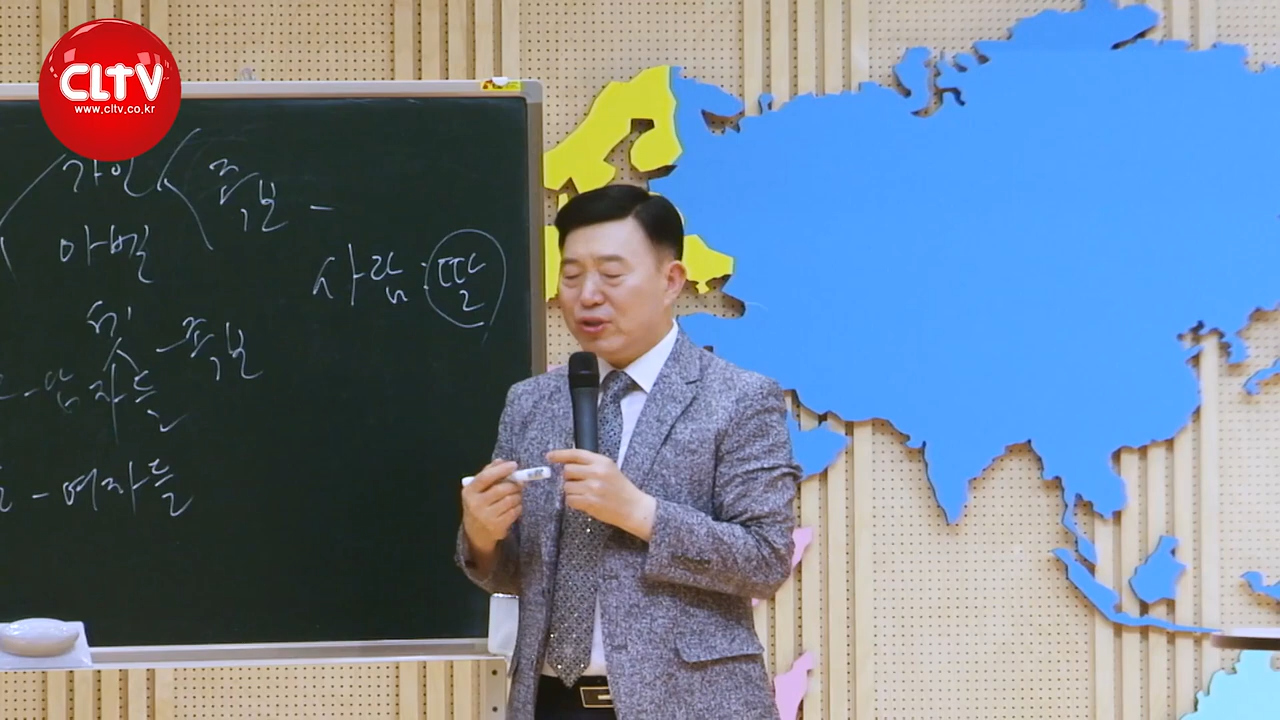 CLTV
www.cltv.co.kr
가인
족보 -
아벨
사람 : 딸
셋
- 족보
- 남자들
- 여자들